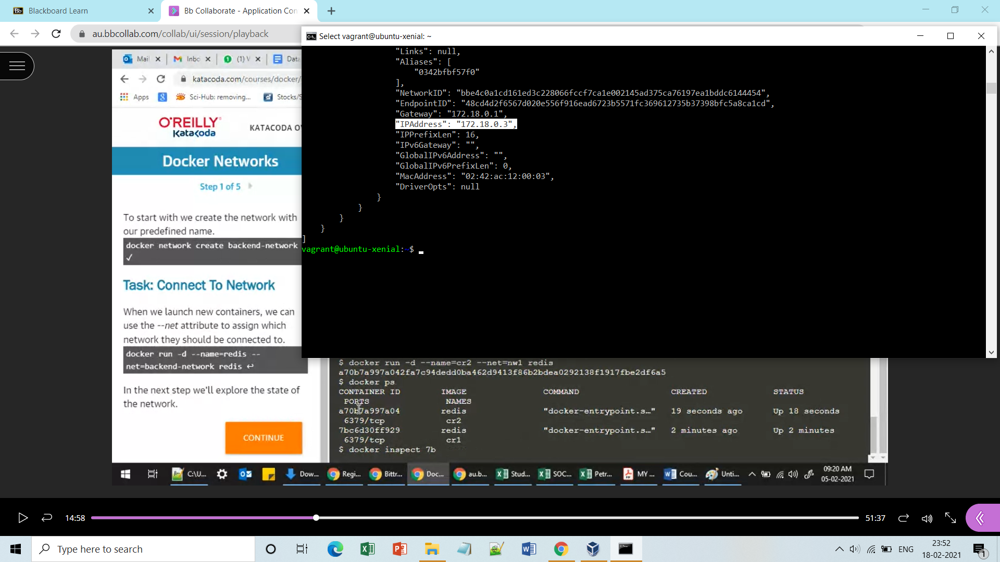 Blackboard Learn
Bb Collaborate - Application Con
au.bbcollab.com/collab/ui/session/playback
Select vagrant@ubuntu-xenial: ~
"Links": null,
"Aliases": [
"0342bfbf57f0"
],
"NetworkID": "bbe4c0a1cd161ed3c228066fccf7ca1e002145ad375ca76197ea1bddc6144454",
"EndpointID": "48cd4d2f6567d020e556f916ead6723b5571fc369612735b37398bfc5a8ca1cd",
"Gateway": "172.18.0.1",
"IPAddress": "172.18.0.3",
"IPPrefixLen": 16,
"IPv6Gateway": "",
"GlobalIPv6Address": "",
"GlobalIPv6PrefixLen": 0,
"MacAddress": "02:42:ac:12:00:03",
"DriverOpts": null
}
}
}
}
]
vagrant@ubuntu-xenial:~$
Mail
Inbo
(1) V
Data
katacoda.com/courses/docker/
Apps
Sci-Hub: removing...
Stocks/S
O'REILLY
Katacoda
KATACODA OV
Docker Networks
Step 1 of 5
To start with we create the network with
our predefined name.
docker network create backend-network
✓
Task: Connect To Network
When we launch new containers, we can
use the --net attribute to assign which
network they should be connected to.
docker run -d --name=redis --
net=backend-network redis ↩
In the next step we'll explore the state of
the network.
CONTINUE
$ docker run -d --name=cr2 --net=nw1 redis
a70b7a997a042fa7c94dedd0ba462d9413f86b2bdea0292138f1917fbe2df6a5
$ docker ps
CONTAINER ID IMAGE COMMAND CREATED STATUS
PORTS NAMES
a70b7a997a04 redis "docker-entrypoint.s…" 19 seconds ago Up 18 seconds
6379/tcp cr2
7bc6d30ff929 redis "docker-entrypoint.s…" 2 minutes ago Up 2 minutes
6379/tcp cr1
$ docker inspect 7b
C:\U...
Dow...
Regi...
Bittr...
Doc...
au.b...
Stud...
SOC...
Petr...
MY ...
Cou...
Unti...
09:20 AM
05-02-2021
14:58
51:37
Type here to search
ENG
23:52
18-02-2021
1